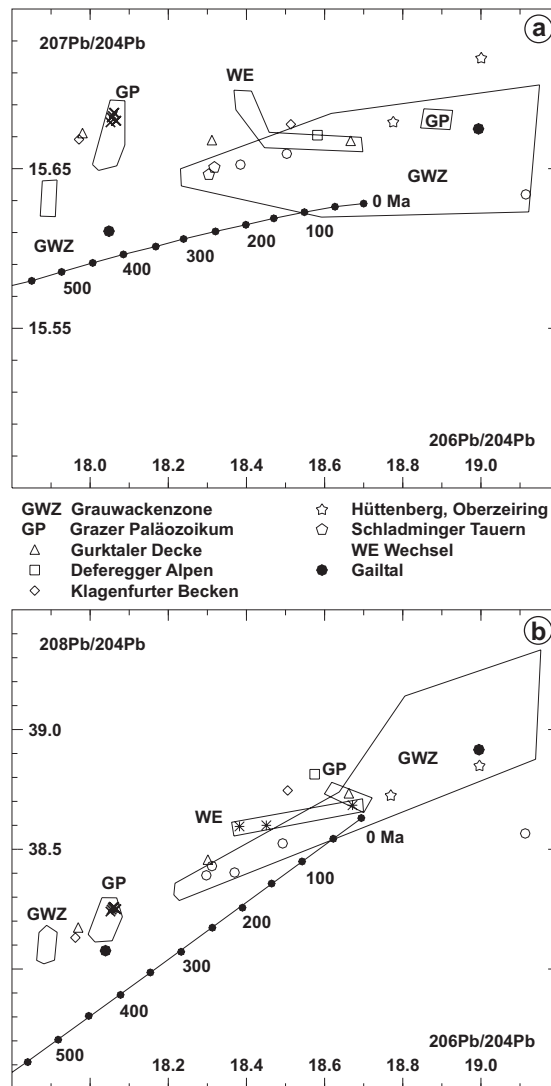 207Pb/204Pb
a
WE
GP
GP
15.65
GWZ
0 Ma
GWZ
100
200
300
400
500
15.55
206Pb/204Pb
18.0 18.2 18.4 18.6 18.8 19.0
GWZ Grauwackenzone
GP Grazer Paläozoikum
Gurktaler Decke
Deferegger Alpen
Klagenfurter Becken
Hüttenberg, Oberzeiring
Schladminger Tauern
WE Wechsel
Gailtal
208Pb/204Pb
b
39.0
GP
GWZ
WE
0 Ma
38.5
100
GP
GWZ
200
300
400
500
206Pb/204Pb
18.2 18.4 18.6 18.8 19.0